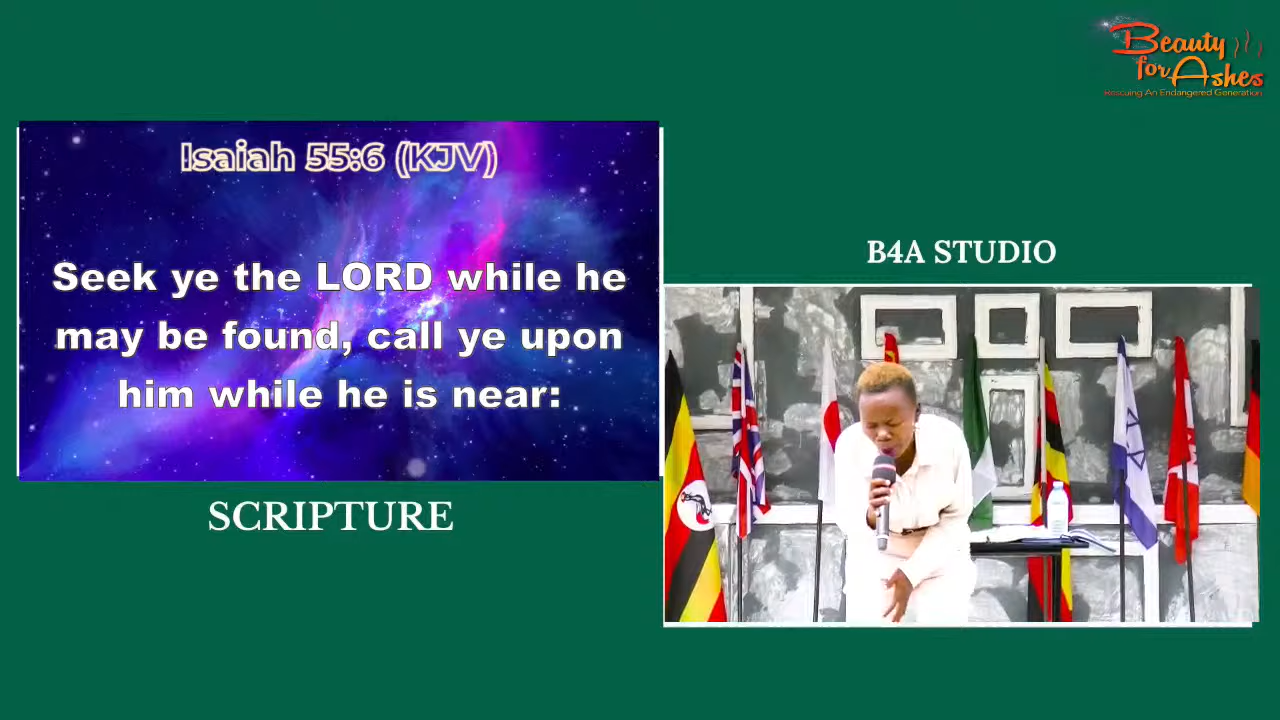 Beauty
for Ashes
Rescuing An Endangered Generation
Isaiah 55:6 (KJV)
Seek ye the LORD while he
may be found, call ye upon
him while he is near:
SCRIPTURE
B4A STUDIO